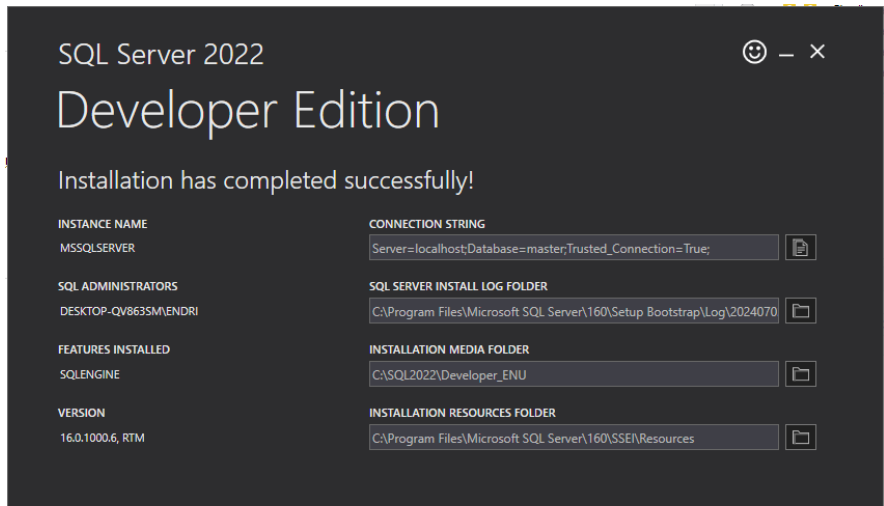 SQL Server 2022
Developer Edition
Installation has completed successfully!
INSTANCE NAME
MSSQLSERVER
CONNECTION STRING
Server=localhost;Database=master;Trusted_Connection=True;
SQL ADMINISTRATORS
DESKTOP-QV863SM\ENDRI
SQL SERVER INSTALL LOG FOLDER
C:\Program Files\Microsoft SQL Server\160\Setup Bootstrap\Log\2024070
FEATURES INSTALLED
SQLENGINE
INSTALLATION MEDIA FOLDER
C:\SQL2022\Developer_ENU
VERSION
16.0.1000.6, RTM
INSTALLATION RESOURCES FOLDER
C:\Program Files\Microsoft SQL Server\160\SSEI\Resources